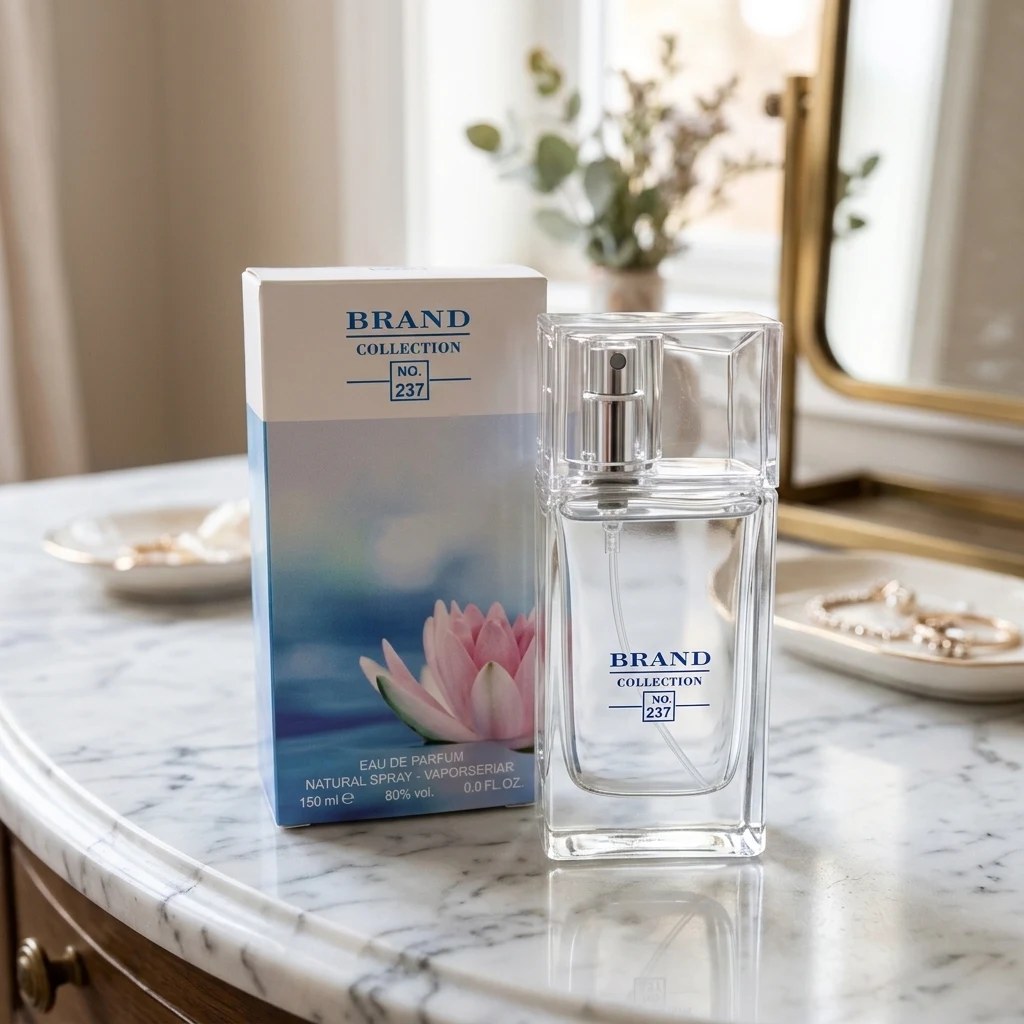 BRAND
COLLECTION
NO.
237
EAU DE PARFUM
NATURAL SPRAY - VAPORSERIAR
150 ml ℮ 80% vol. 0.0 FL.OZ.
BRAND
COLLECTION
NO.
237